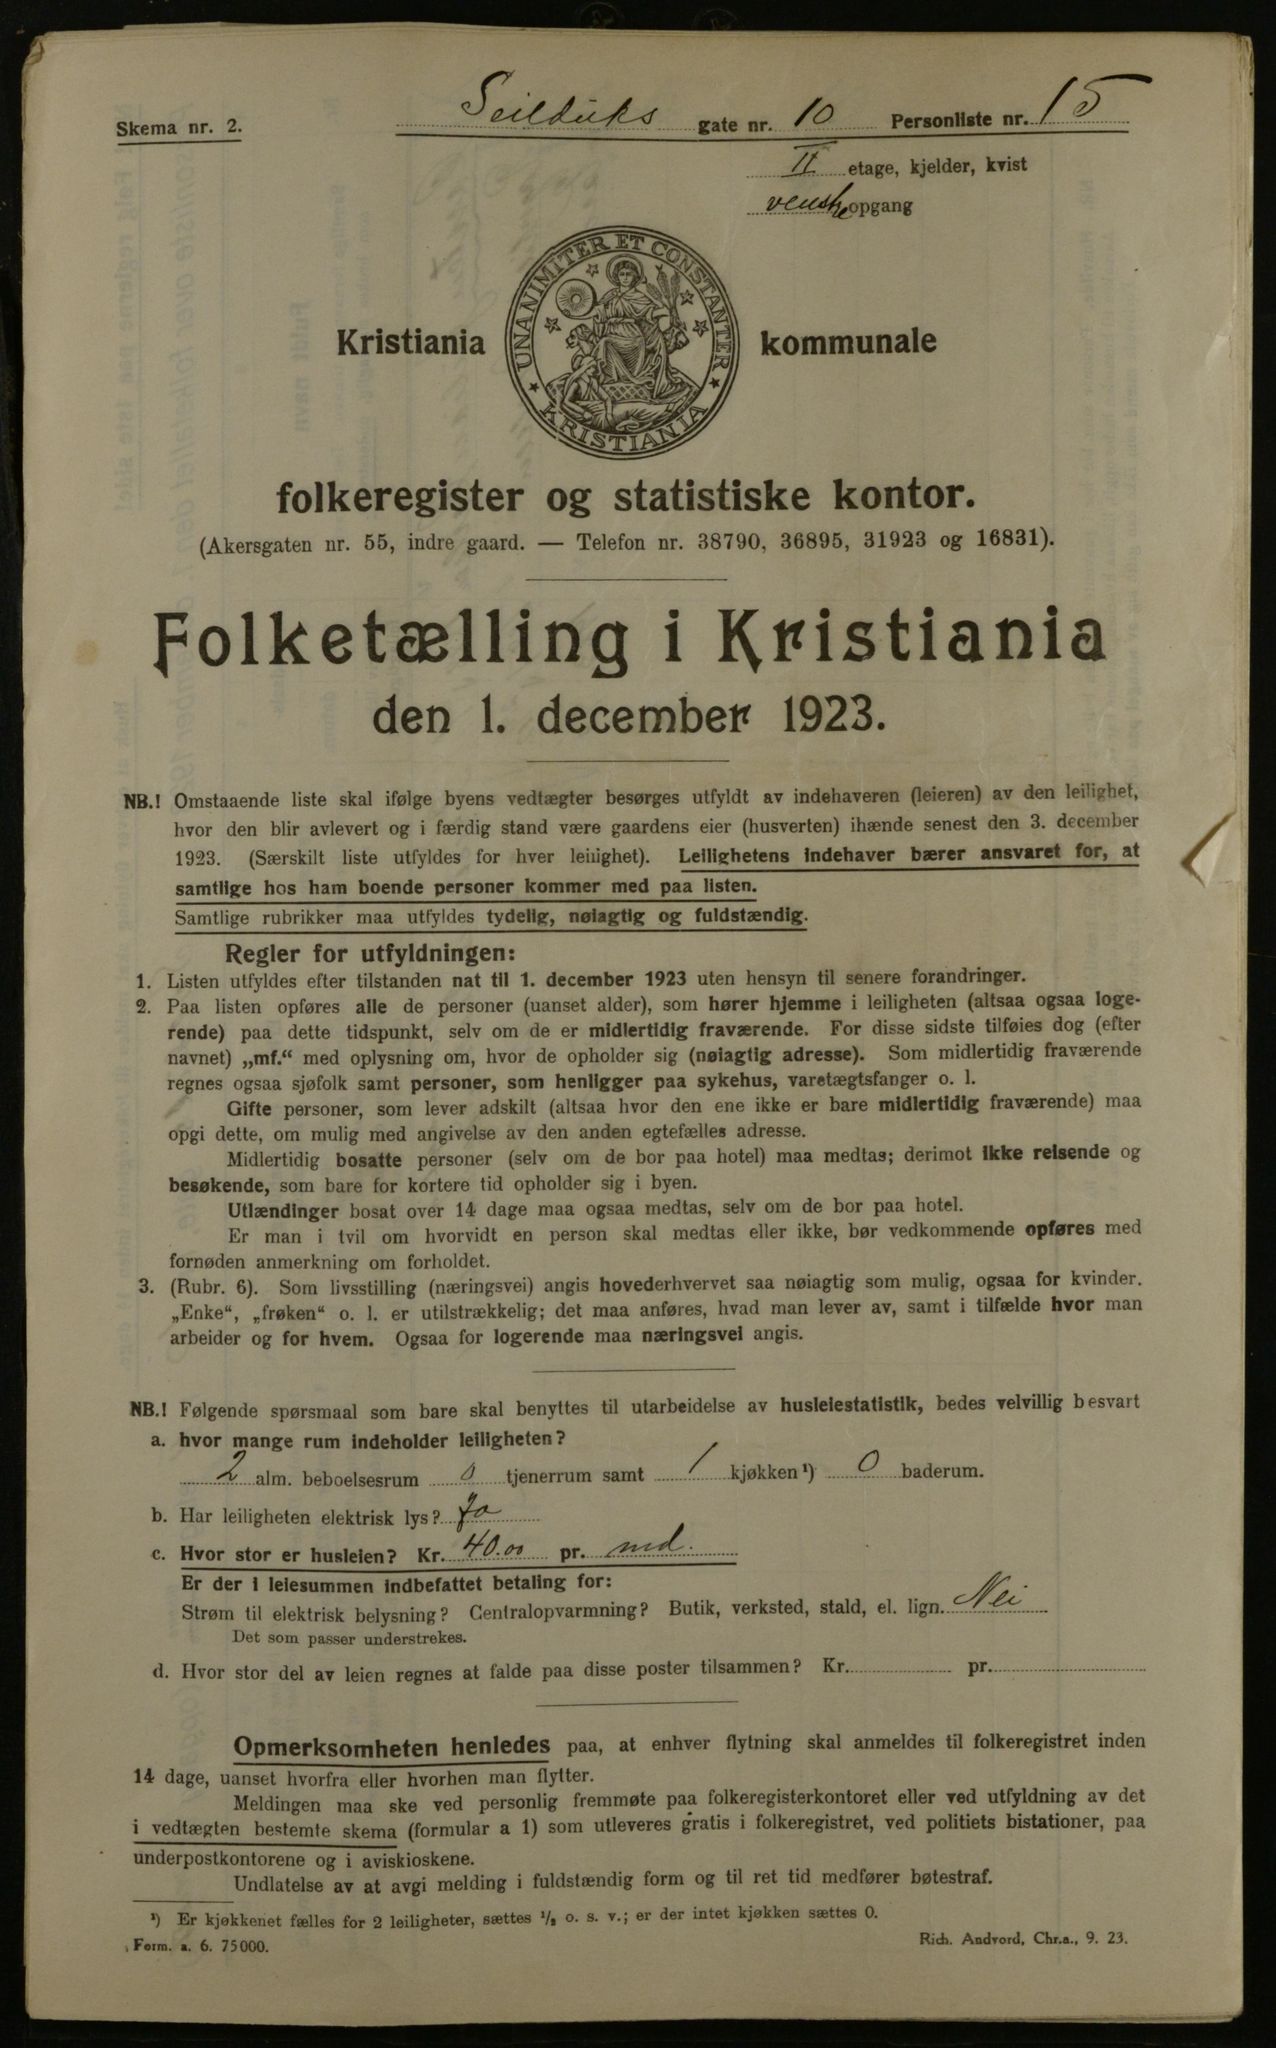 Skema nr. 2.
Seilduks gate nr. 10 Personliste nr. 15
II etage, kjelder, kvist
venstre opgang
UNANIMITER ET CONSTANTER
KRISTIANIA
Kristiania kommunale
folkeregister og statistiske kontor.
(Akersgaten nr. 55, indre gaard. — Telefon nr. 38790, 36895, 31923 og 16831).
Folketælling i Kristiania
den 1. december 1923.
NB.! Omstaaende liste skal ifølge byens vedtægter besørges utfyldt av indehaveren (leieren) av den leilighet,
hvor den blir avlevert og i færdig stand være gaardens eier (husverten) ihænde senest den 3. december
1923. (Særskilt liste utfyldes for hver leilighet). Leilighetens indehaver bærer ansvaret for, at
samtlige hos ham boende personer kommer med paa listen.
Samtlige rubrikker maa utfyldes tydelig, nøiagtig og fuldstændig.
Regler for utfyldningen:
1. Listen utfyldes efter tilstanden nat til 1. december 1923 uten hensyn til senere forandringer.
2. Paa listen opføres alle de personer (uanset alder), som hører hjemme i leiligheten (altsaa ogsaa loge-
rende) paa dette tidspunkt, selv om de er midlertidig fraværende. For disse sidste tilføies dog (efter
navnet) „mf.“ med oplysning om, hvor de opholder sig (nøiagtig adresse). Som midlertidig fraværende
regnes ogsaa sjøfolk samt personer, som henligger paa sykehus, varetægtsfanger o. l.
Gifte personer, som lever adskilt (altsaa hvor den ene ikke er bare midlertidig fraværende) maa
opgi dette, om mulig med angivelse av den anden egtefælles adresse.
Midlertidig bosatte personer (selv om de bor paa hotel) maa medtas; derimot ikke reisende og
besøkende, som bare for kortere tid opholder sig i byen.
Utlændinger bosat over 14 dage maa ogsaa medtas, selv om de bor paa hotel.
Er man i tvil om hvorvidt en person skal medtas eller ikke, bør vedkommende opføres med
fornøden anmerkning om forholdet.
3. (Rubr. 6). Som livsstilling (næringsvei) angis hovederhvervet saa nøiagtig som mulig, ogsaa for kvinder.
„Enke“, „frøken“ o. l. er utilstrækkelig; det maa anføres, hvad man lever av, samt i tilfælde hvor man
arbeider og for hvem. Ogsaa for logerende maa næringsvei angis.
NB.! Følgende spørsmaal som bare skal benyttes til utarbeidelse av husleiestatistik, bedes velvillig besvart
a. hvor mange rum indeholder leiligheten?
2 alm. beboelsesrum 0 tjenerrum samt 1 kjøkken¹) 0 baderum.
b. Har leiligheten elektrisk lys? Ja
c. Hvor stor er husleien? Kr. 40.00 pr. md.
Er der i leiesummen indbefattet betaling for:
Strøm til elektrisk belysning? Centralopvarmning? Butik, verksted, stald, el. lign. Nei
Det som passer understrekes.
d. Hvor stor del av leien regnes at falde paa disse poster tilsammen? Kr. pr.
Opmerksomheten henledes paa, at enhver flytning skal anmeldes til folkeregistret inden
14 dage, uanset hvorfra eller hvorhen man flytter.
Meldingen maa ske ved personlig fremmøte paa folkeregisterkontoret eller ved utfyldning av det
i vedtægten bestemte skema (formular a 1) som utleveres gratis i folkeregistret, ved politiets bistationer, paa
underpostkontorene og i aviskioskene.
Undlatelse av at avgi melding i fuldstændig form og til ret tid medfører bøtestraf.
¹) Er kjøkkenet fælles for 2 leiligheter, sættes ½ o. s. v.; er der intet kjøkken sættes 0.
Form. a. 6. 75000.
Rich. Andvord, Chr.a., 9. 23.